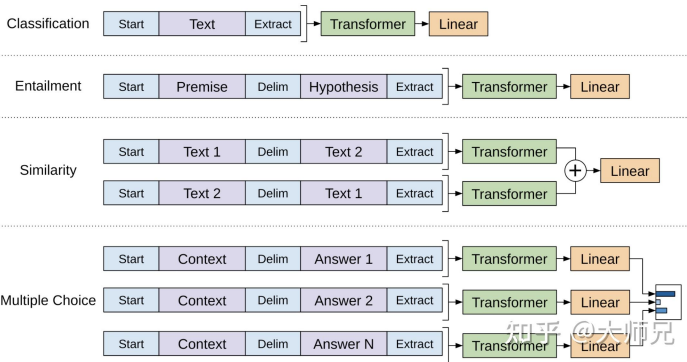 Classification Start Text Extract Transformer Linear
Entailment Start Premise Delim Hypothesis Extract Transformer Linear
Start Text 1 Delim Text 2 Extract Transformer
Similarity + Linear
Start Text 2 Delim Text 1 Extract Transformer
Start Context Delim Answer 1 Extract Transformer Linear
Multiple Choice Start Context Delim Answer 2 Extract Transformer Linear
Start Context Delim Answer N Extract Transformer Linear
知乎 @大师兄